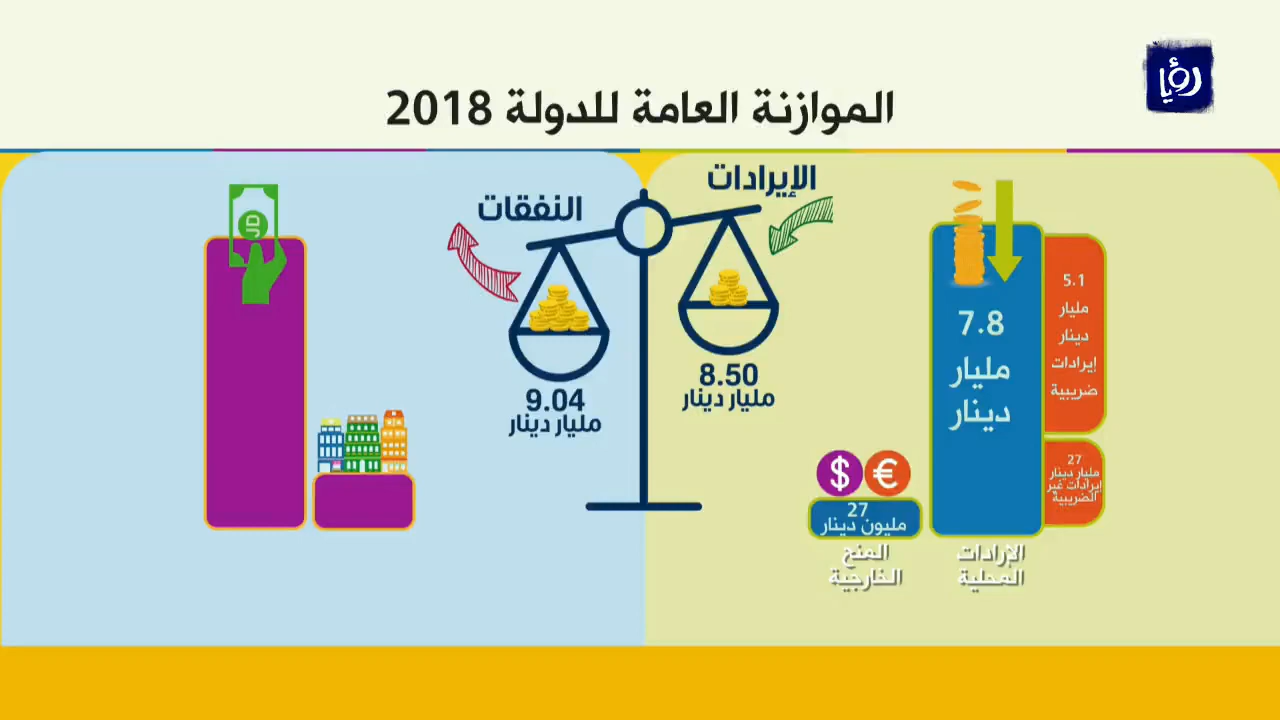 رؤيا
الموازنة العامة للدولة 2018
الإيرادات
8.50
مليار دينار
النفقات
9.04
مليار دينار
5.1
مليار
دينار
إيرادات
ضريبية
7.8
مليار
دينار
27
مليار دينار
إيرادات غير
الضريبية
$
€
27
مليون دينار
الإرادات
المحلية
المنح
الخارجية
JD